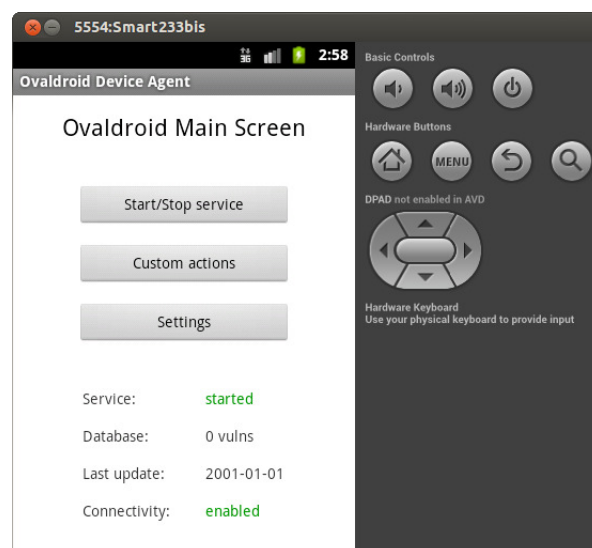 5554:Smart233bis
3G 2:58
Ovaldroid Device Agent
Ovaldroid Main Screen
Start/Stop service
Custom actions
Settings
Service: started
Database: 0 vulns
Last update: 2001-01-01
Connectivity: enabled
Basic Controls
Hardware Buttons
MENU
DPAD not enabled in AVD
Hardware Keyboard
Use your physical keyboard to provide input